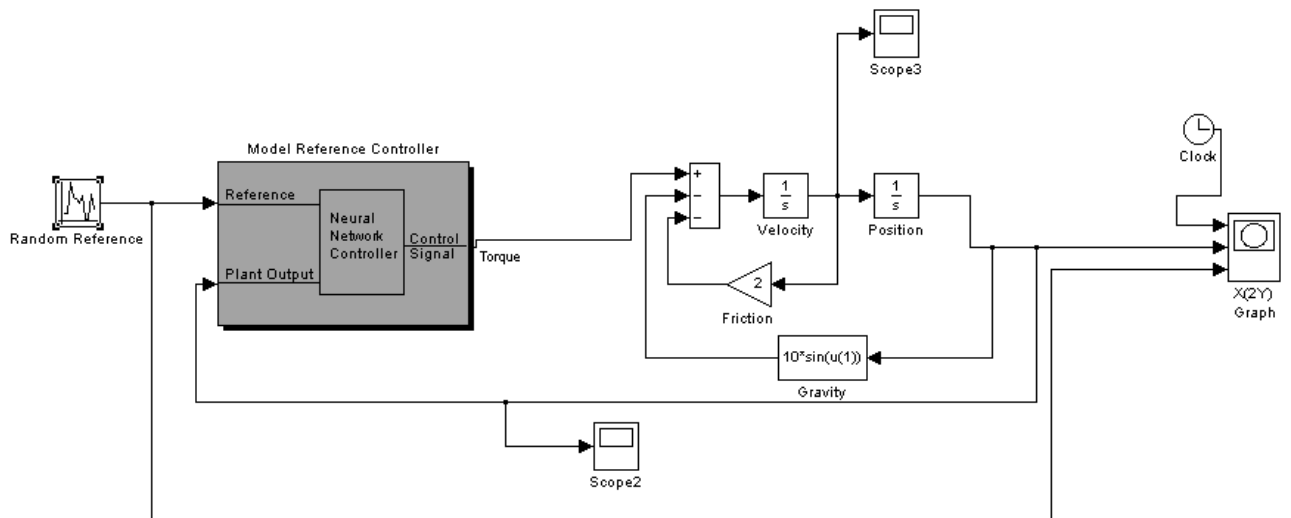 Scope3
Clock
Model Reference Controller
Reference
Random Reference
Neural
Network
Controller
Control
Signal
Plant Output
Torque
+
-
-
1
s
Velocity
1
s
Position
2
Friction
X(2Y)
Graph
10*sin(u(1))
Gravity
Scope2